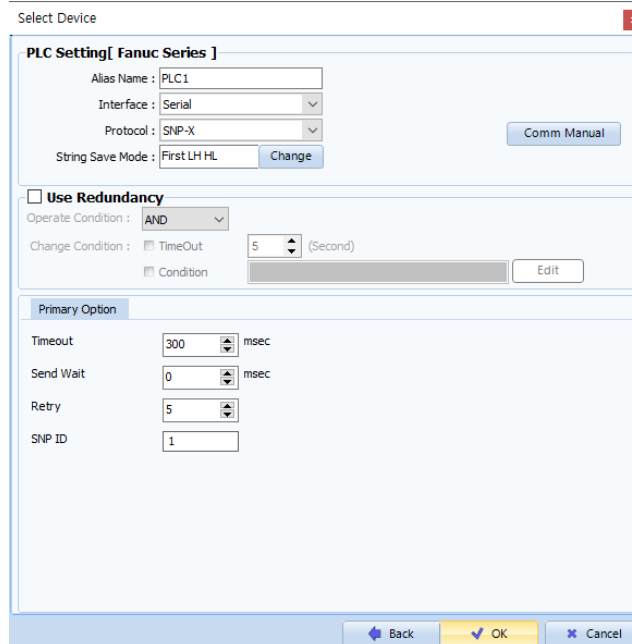 Select Device
PLC Setting[ Fanuc Series ]
Alias Name : PLC1
Interface : Serial
Protocol : SNP-X
Comm Manual
String Save Mode : First LH HL Change
Use Redundancy
Operate Condition : AND
Change Condition : TimeOut 5 (Second)
Condition Edit
Primary Option
Timeout 300 msec
Send Wait 0 msec
Retry 5
SNP ID 1
Back OK Cancel